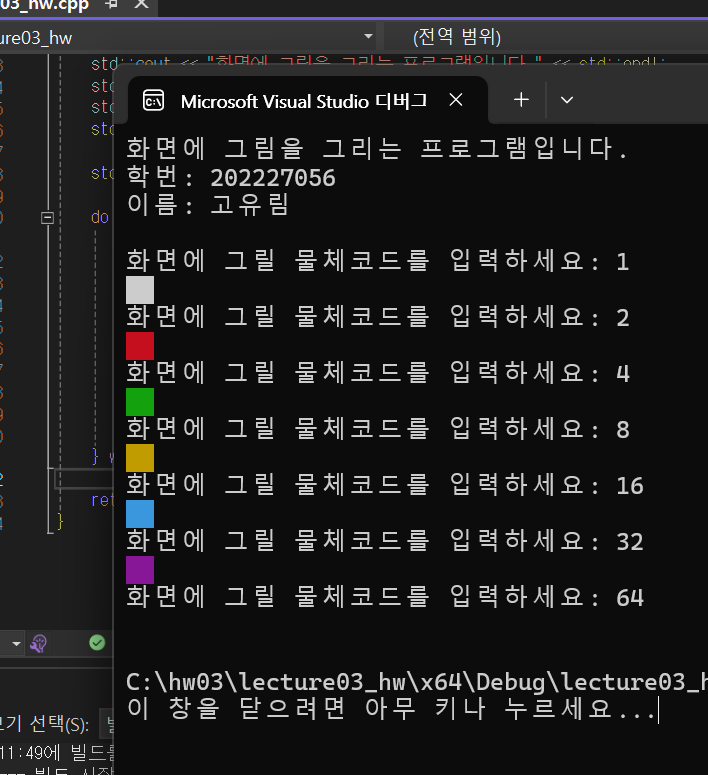 03_hw.cpp
ure03_hw
(전역 범위)
std::cout << "화면에 그림을 그리는 프로그램입니다." << std::endl;
Microsoft Visual Studio 디버그
화면에 그림을 그리는 프로그램입니다.
학번: 202227056
이름: 고유림
do
화면에 그릴 물체코드를 입력하세요: 1
화면에 그릴 물체코드를 입력하세요: 2
화면에 그릴 물체코드를 입력하세요: 4
화면에 그릴 물체코드를 입력하세요: 8
} w
화면에 그릴 물체코드를 입력하세요: 16
ret
}
화면에 그릴 물체코드를 입력하세요: 32
화면에 그릴 물체코드를 입력하세요: 64
C:\hw03\lecture03_hw\x64\Debug\lecture03_h
이 창을 닫으려면 아무 키나 누르세요...
기 선택(S):
11:49에 빌드를